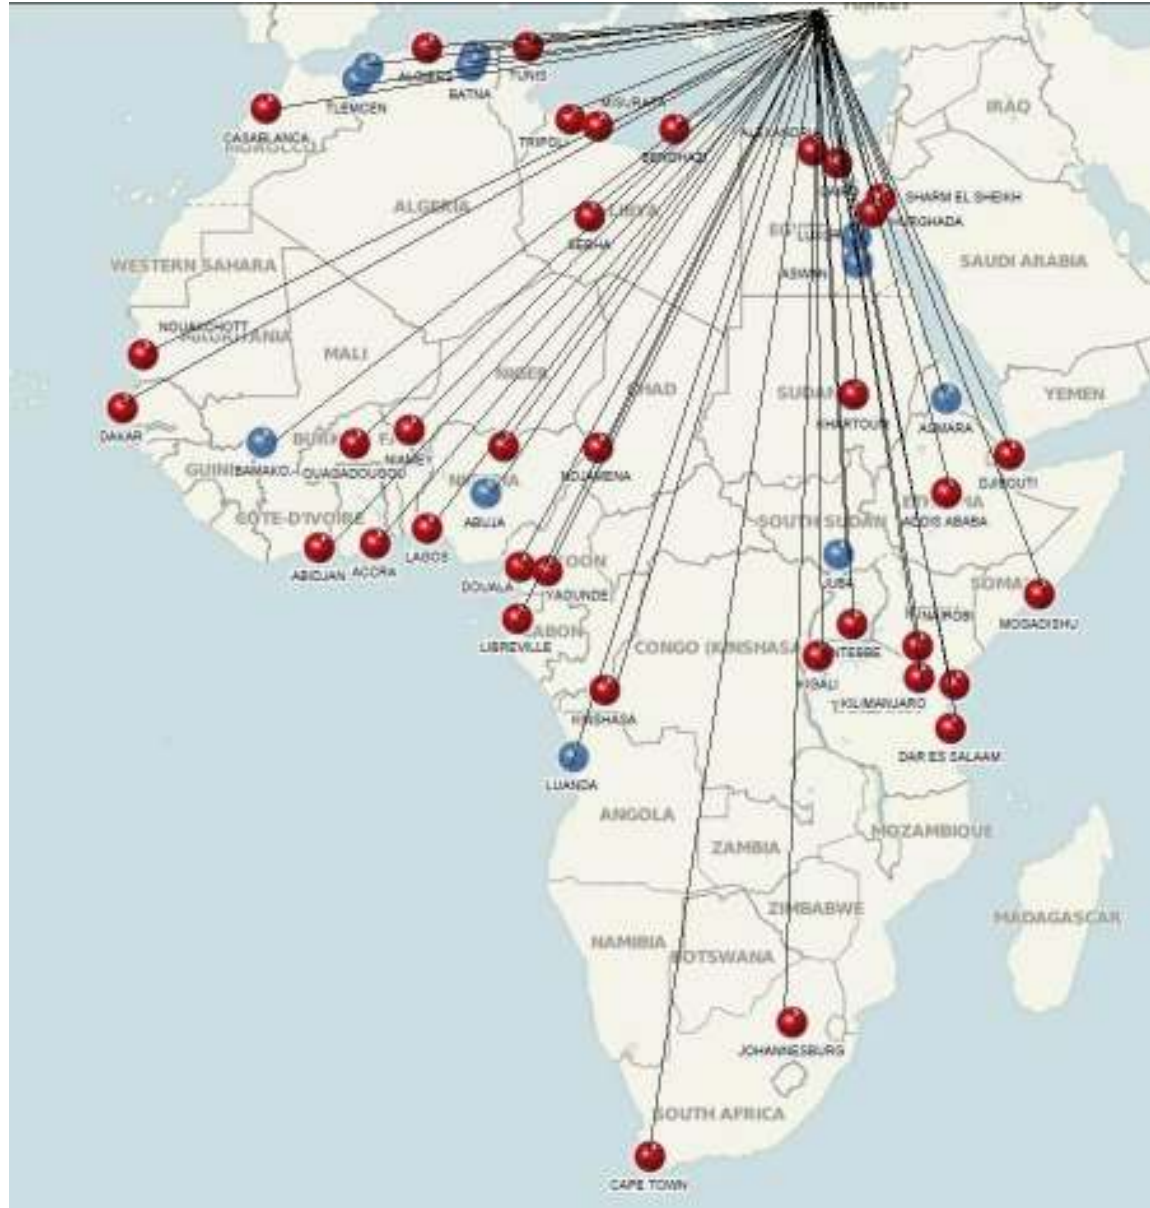 TURKEY
IRAQ
ALGIERS
TUNIS
BATNA
TLEMCEN
MISURATA
CASABLANCA
TRIPOLI
BENGHAZI
MOROCCO
CAIRO
SHARM EL SHEIKH
ALGERIA
LIBYA
HURGHADA
SEBHA
LUXOR
WESTERN SAHARA
ASWAN
SAUDI ARABIA
NOUAKCHOTT
MALI
NIGER
CHAD
SUDAN
YEMEN
KHARTOUM
ASMARA
DAKAR
BAMAKO
OUAGADOUGOU
NIAMEY
NDJAMENA
DJIBOUTI
ABUJA
ADDIS ABABA
COTE-D'IVOIRE
SOUTH SUDAN
LAGOS
ABIDJAN
ACCRA
DOUALA
YAOUNDE
JUBA
NAIROBI
MOGADISHU
LIBREVILLE
CONGO (KINSHASA
ENTEBBE
KIGALI
KILIMANJARO
KINSHASA
DAR ES SALAAM
LUANDA
ANGOLA
MOZAMBIQUE
ZAMBIA
ZIMBABWE
MADAGASCAR
NAMIBIA
BOTSWANA
JOHANNESBURG
SOUTH AFRICA
CAPE TOWN